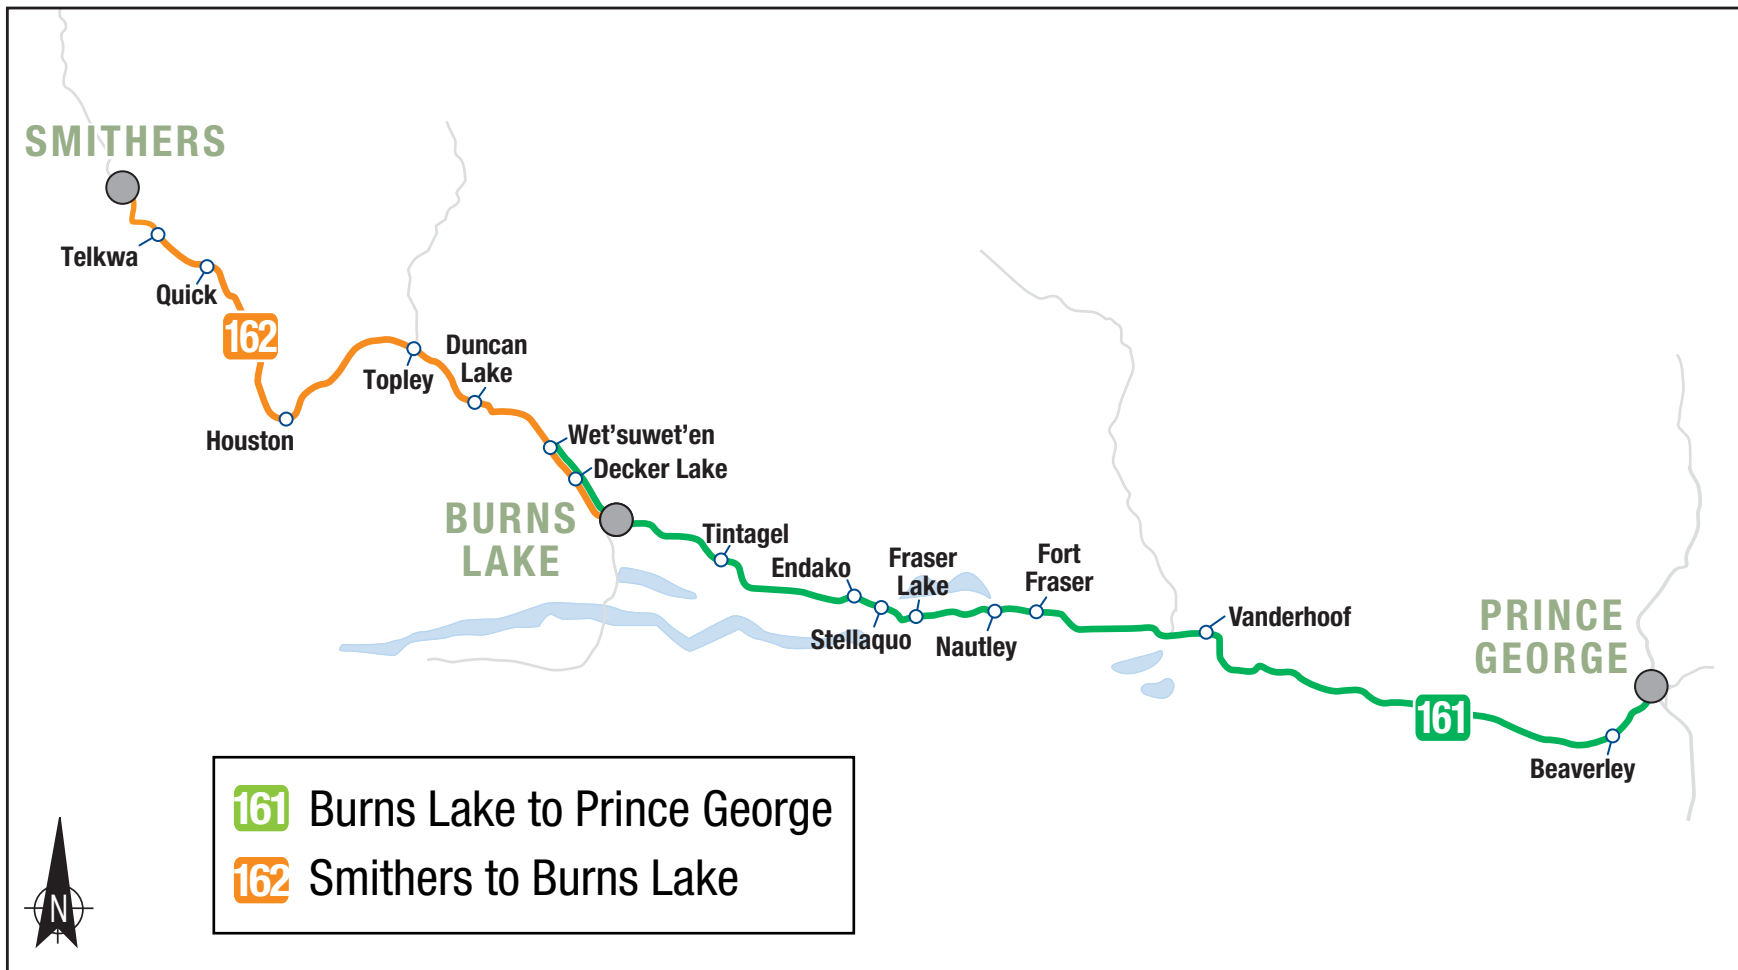 SMITHERS
Telkwa
Quick
162
Houston
Topley
Duncan
Lake
Wet’suwet’en
Decker Lake
BURNS
LAKE
Tintagel
Endako
Stellaquo
Fraser
Lake
Nautley
Fort
Fraser
Vanderhoof
PRINCE
GEORGE
161
Beaverley
161 Burns Lake to Prince George
162 Smithers to Burns Lake
N